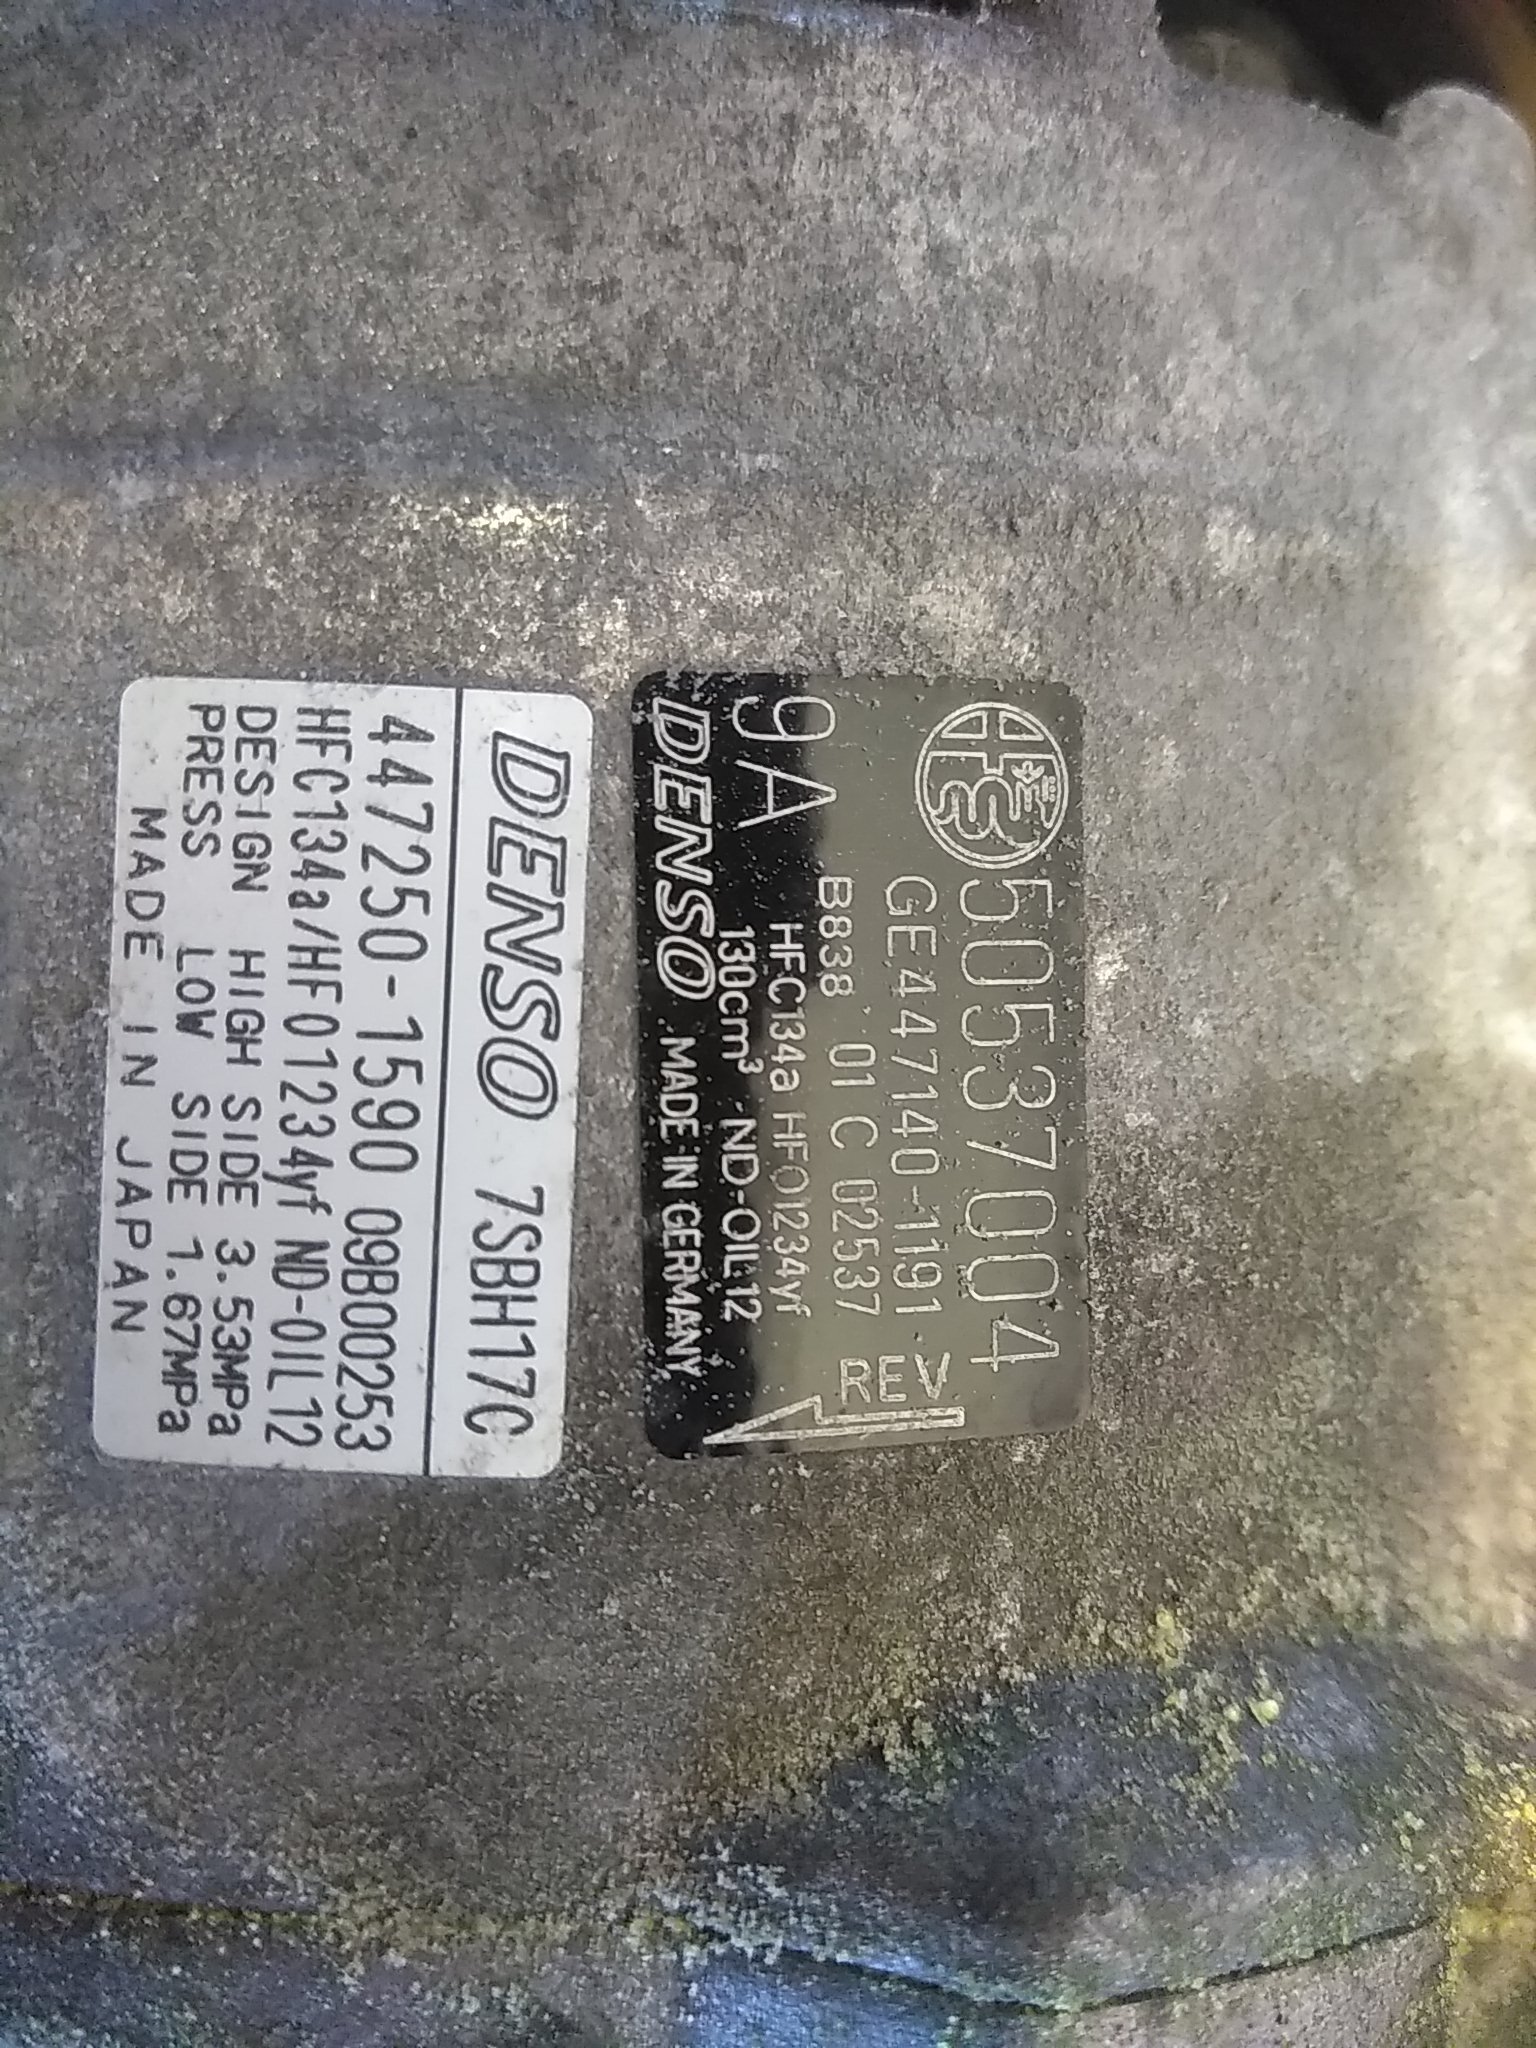 50537004
GE447140-1191
REV
B838 01 C 02537
9A
HFC134a HFO1234yf
130cm³ ND-OIL 12
DENSO MADE IN GERMANY
DENSO 7SBH17C
447250-1590 09B00253
HFC134a/HFO1234yf ND-OIL12
DESIGN HIGH SIDE 3.53MPa
PRESS LOW SIDE 1.67MPa
MADE IN JAPAN